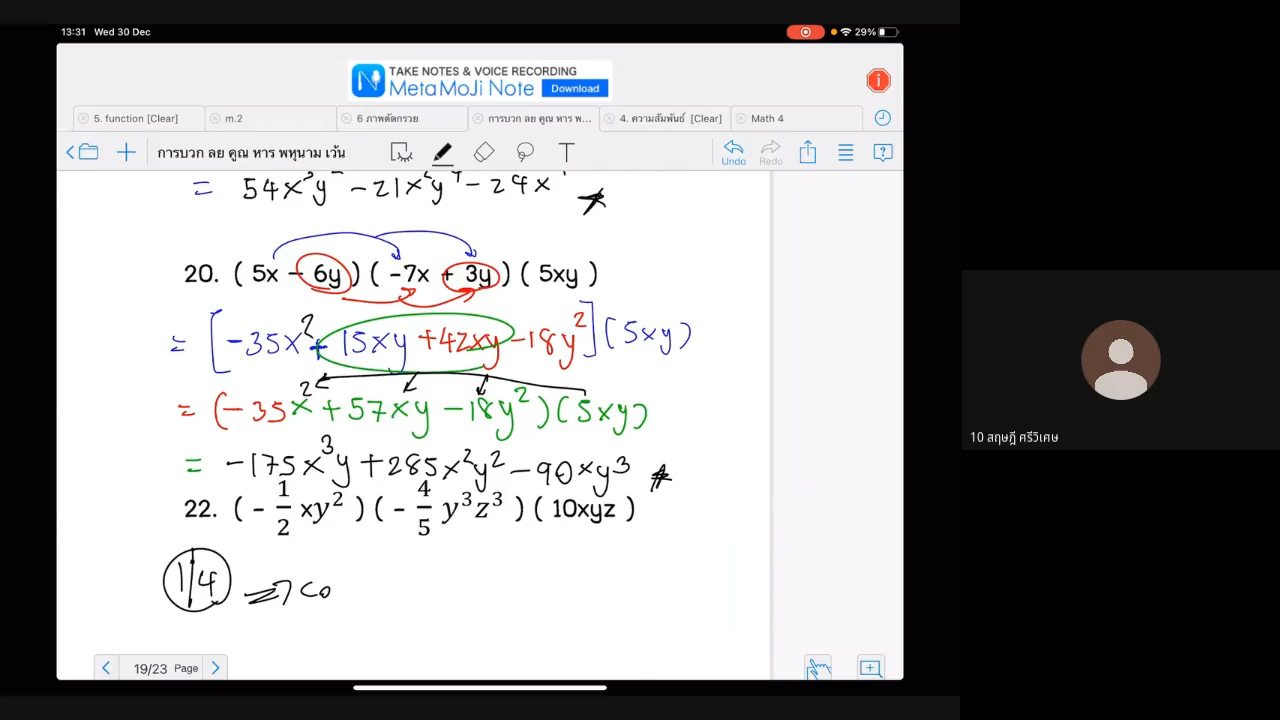 13:31 Wed 30 Dec
29%
TAKE NOTES & VOICE RECORDING
MetaMoJi Note Download
5. function [Clear]
m.2
6 ภาพตัดกรวย
การบวก ลย คูณ หาร พ...
4. ความสัมพันธ์ [Clear]
Math 4
การบวก ลย คูณ หาร พหุนาม เว้น
T
Undo
Redo
= 54x³y² - 21x²y⁴ - 24x
20. ( 5x - 6y ) ( -7x + 3y ) ( 5xy )
= [ -35x² + 15xy + 42xy - 18y² ] ( 5xy )
= ( -35x² + 57xy - 18y² ) ( 5xy )
= -175x³y + 285x²y² - 90xy³
22. ( - 1/2 xy² ) ( - 4/5 y³z³ ) ( 10xyz )
1 4
10 สฤษฎี ศรีวิเศษ
19/23 Page